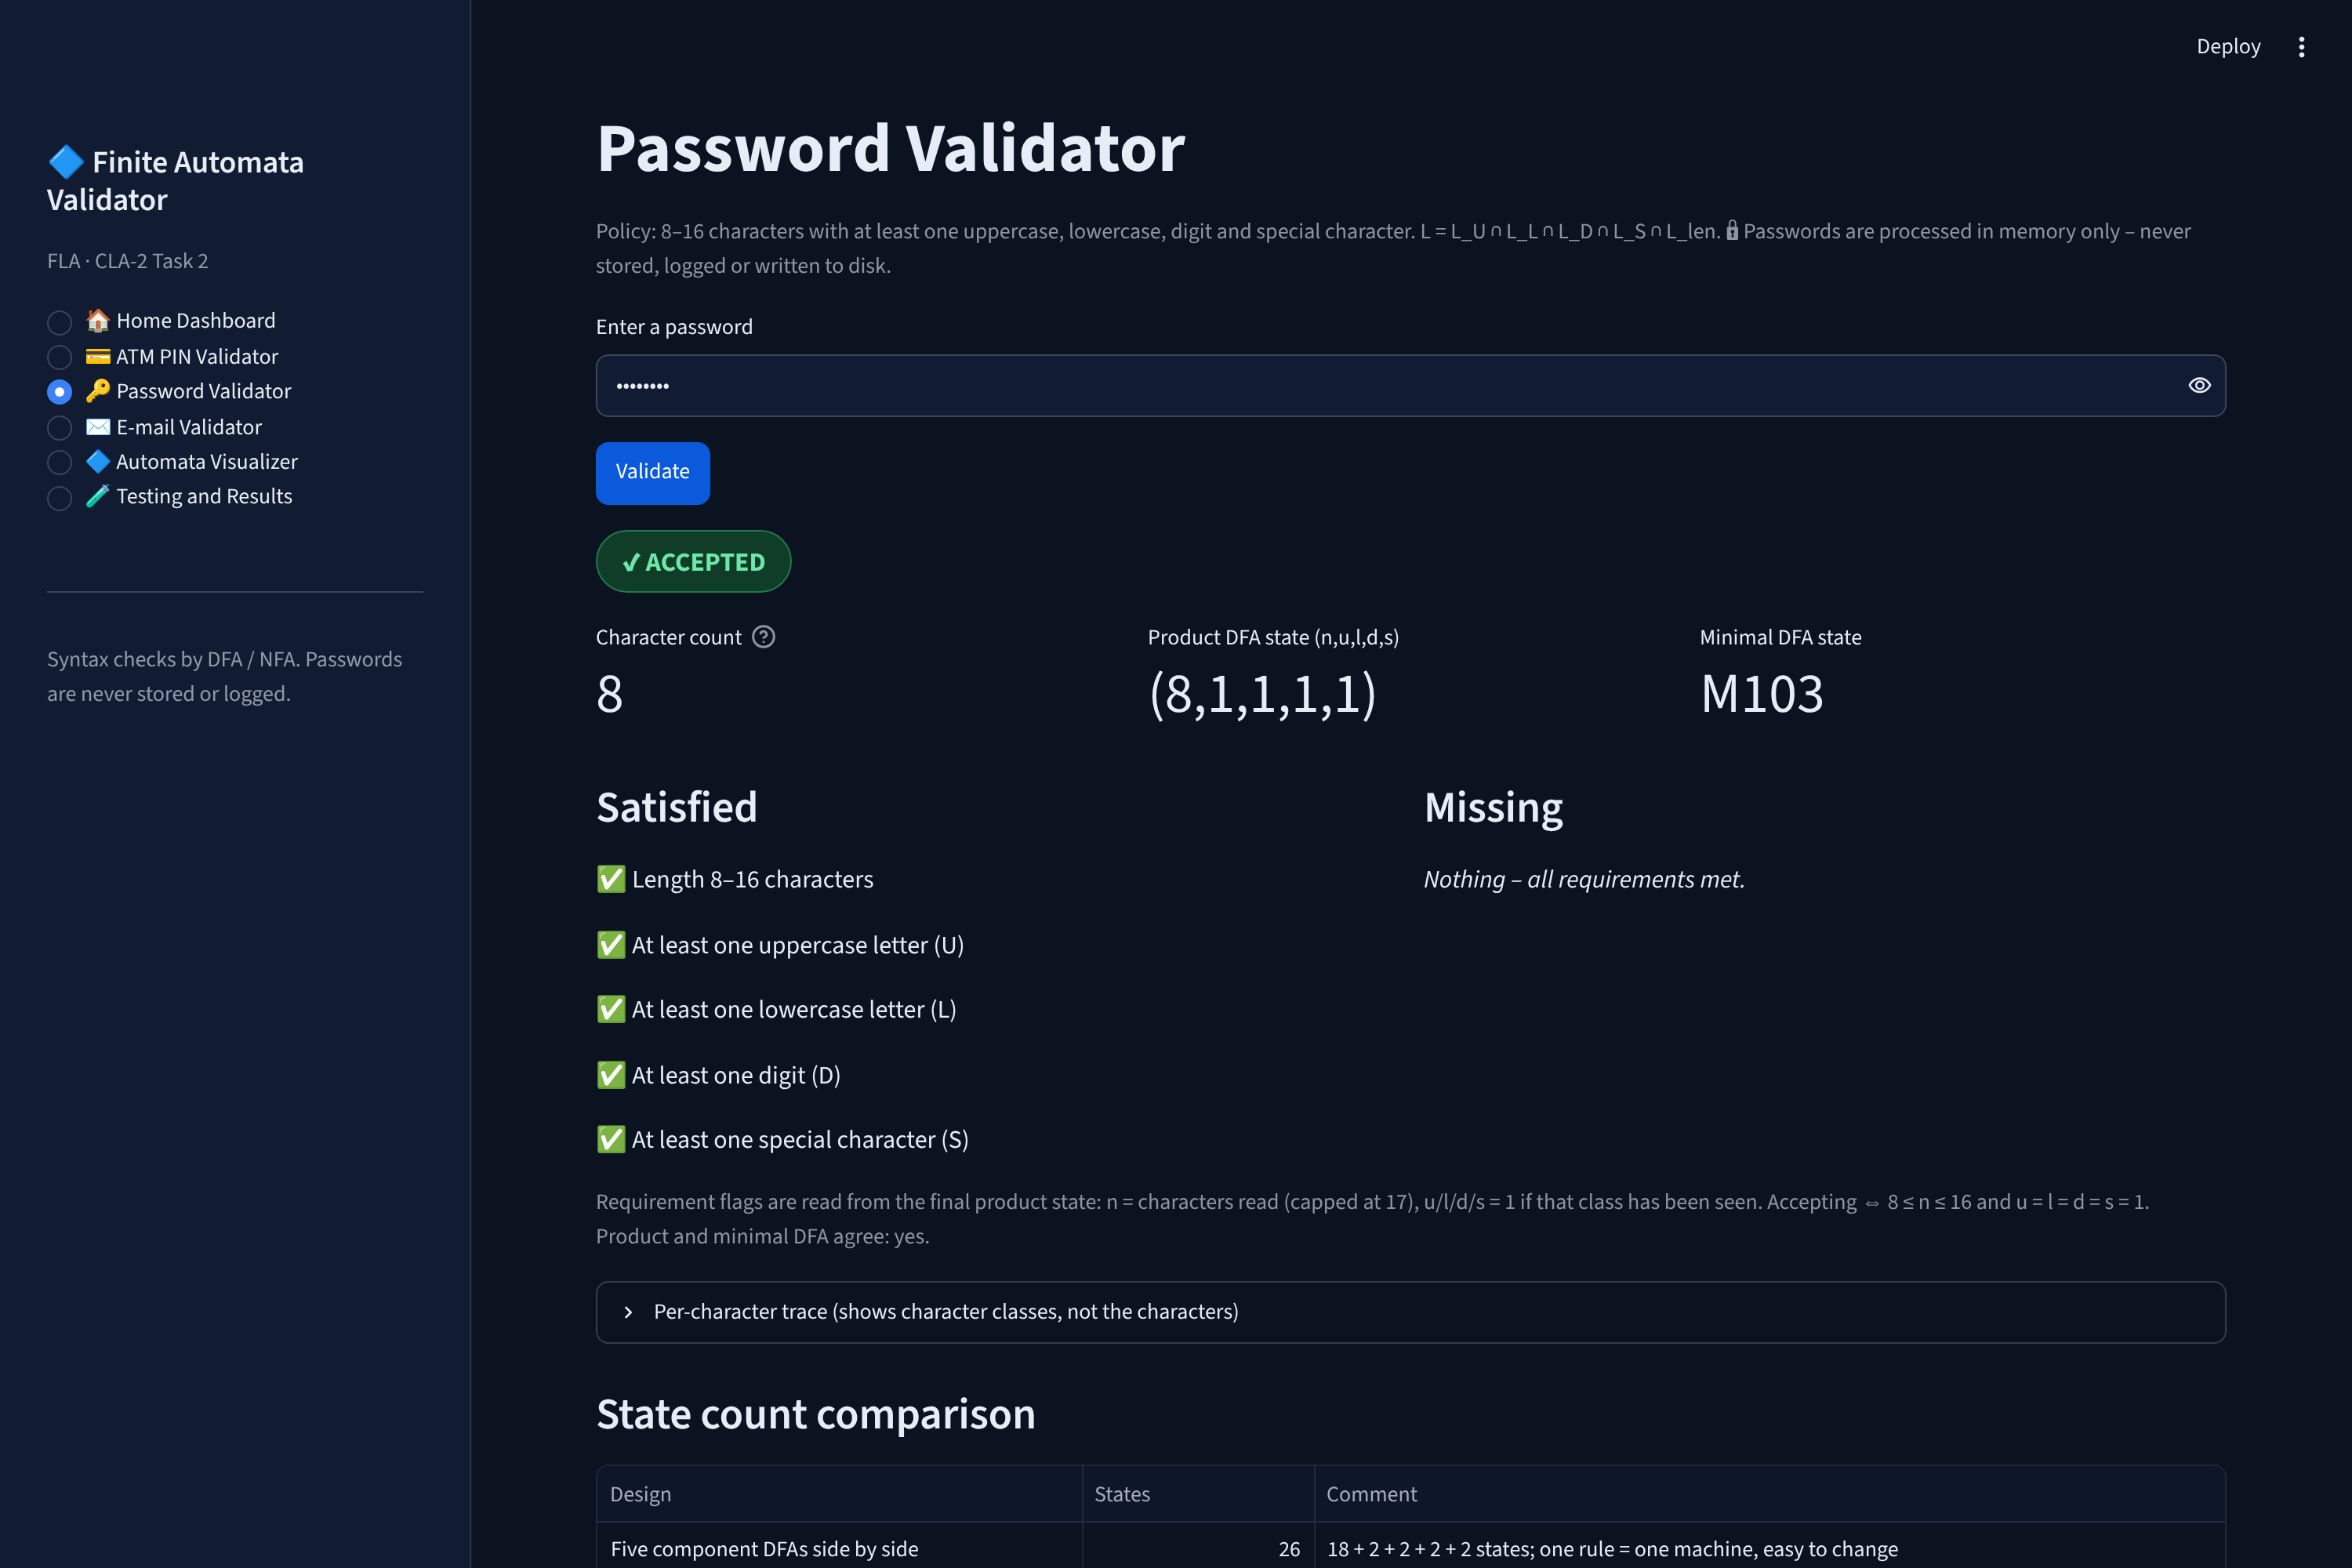 Deploy
🔷 Finite Automata
Validator
FLA · CLA-2 Task 2
🏠 Home Dashboard
💳 ATM PIN Validator
🔑 Password Validator
✉️ E-mail Validator
🔷 Automata Visualizer
🧪 Testing and Results
Syntax checks by DFA / NFA. Passwords
are never stored or logged.
Password Validator
Policy: 8–16 characters with at least one uppercase, lowercase, digit and special character. L = L_U ∩ L_L ∩ L_D ∩ L_S ∩ L_len. 🔒 Passwords are processed in memory only – never
stored, logged or written to disk.
Enter a password
••••••••
Validate
✓ ACCEPTED
Character count
8
Product DFA state (n,u,l,d,s)
(8,1,1,1,1)
Minimal DFA state
M103
Satisfied
✅ Length 8–16 characters
✅ At least one uppercase letter (U)
✅ At least one lowercase letter (L)
✅ At least one digit (D)
✅ At least one special character (S)
Missing
Nothing – all requirements met.
Requirement flags are read from the final product state: n = characters read (capped at 17), u/l/d/s = 1 if that class has been seen. Accepting ⇔ 8 ≤ n ≤ 16 and u = l = d = s = 1.
Product and minimal DFA agree: yes.
Per-character trace (shows character classes, not the characters)
State count comparison
Design States Comment
Five component DFAs side by side 26 18 + 2 + 2 + 2 + 2 states; one rule = one machine, easy to change